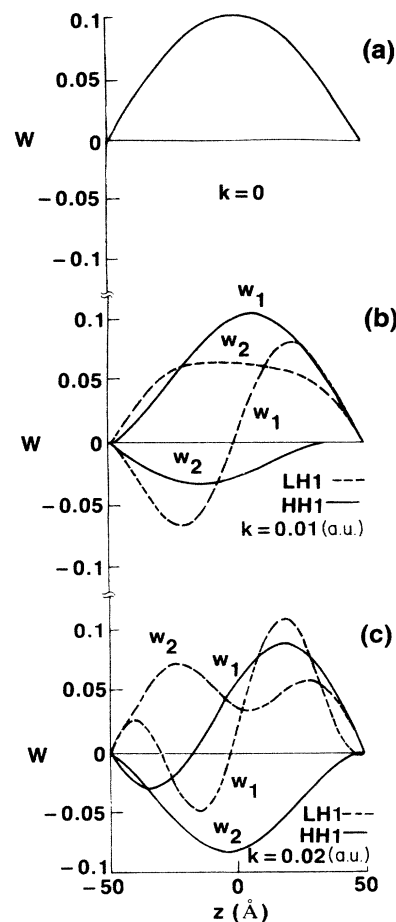 0.1
(a)
0.05
W
0
-0.05
k=0
-0.1
w1
(b)
0.1
w2
0.05
w1
W
0
w2
LH1
-0.05
HH1
k=0.01 (a.u.)
-0.1
(c)
0.1
w2
w1
0.05
W
0
w1
-0.05
LH1
w2
HH1
k=0.02 (a.u.)
-0.1
-50
0
50
z (Å)